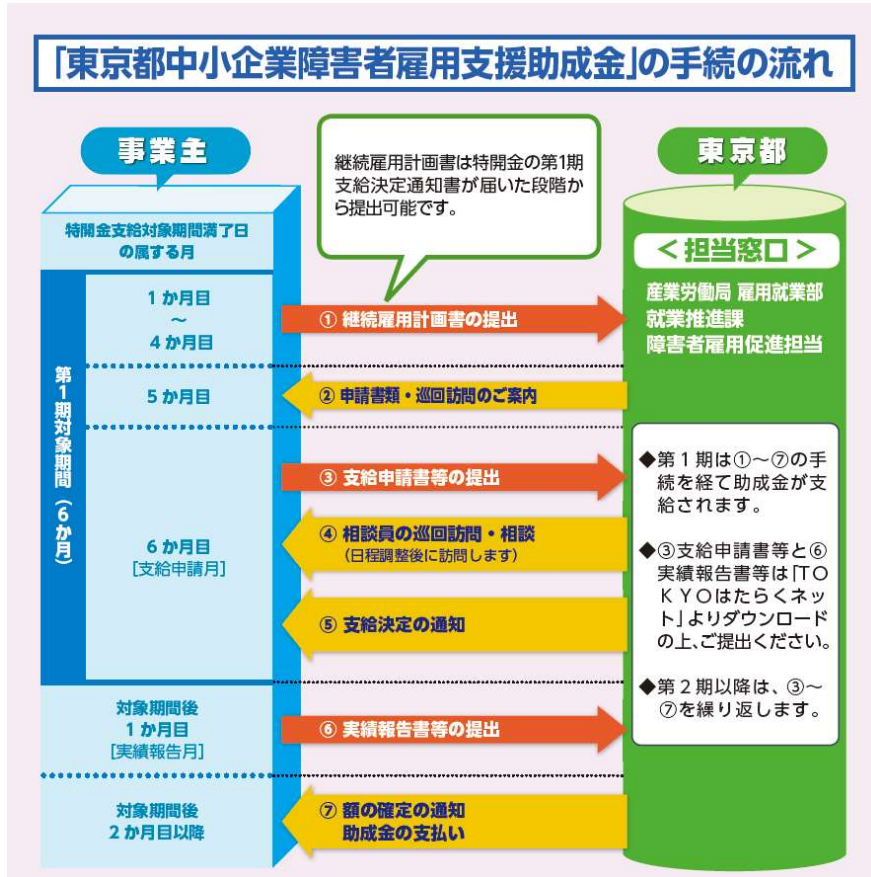 「東京都中小企業障害者雇用支援助成金」の手続の流れ
事業主
継続雇用計画書は特開金の第1期
支給決定通知書が届いた段階か
ら提出可能です。
東京都
特開金支給対象期間満了日
の属する月
＜担当窓口＞
産業労働局 雇用就業部
就業推進課
障害者雇用促進担当
第1期対象期間（6か月）
1か月目
～
4か月目
① 継続雇用計画書の提出
5か月目
② 申請書類・巡回訪問のご案内
6か月目
[支給申請月]
③ 支給申請書等の提出
④ 相談員の巡回訪問・相談
（日程調整後に訪問します）
⑤ 支給決定の通知
◆第1期は①～⑦の手
続を経て助成金が支
給されます。
◆③支給申請書等と⑥
実績報告書等は「TO
KYOはたらくネッ
ト」よりダウンロード
の上、ご提出ください。
◆第2期以降は、③～
⑦を繰り返します。
対象期間後
1か月目
[実績報告月]
⑥ 実績報告書等の提出
対象期間後
2か月目以降
⑦ 額の確定の通知
助成金の支払い